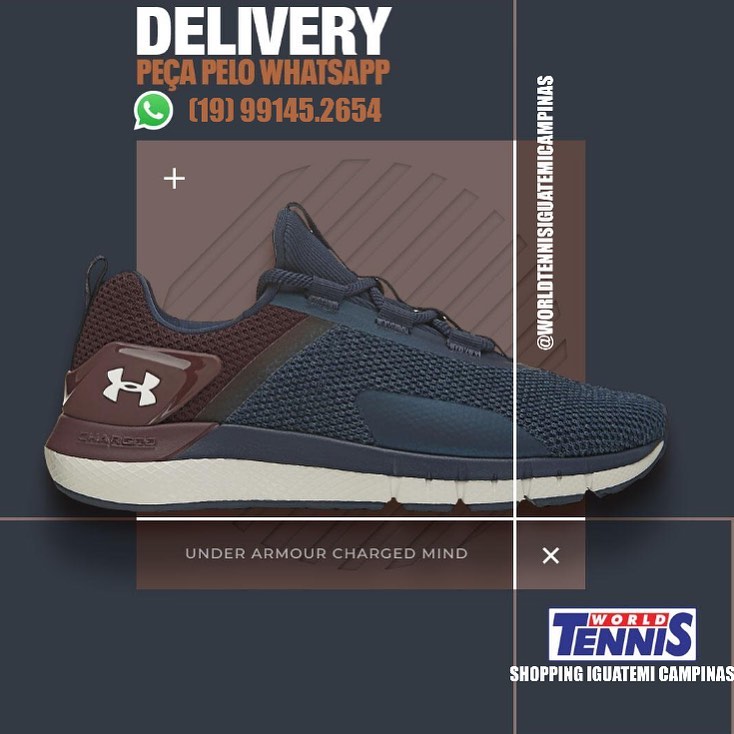 DELIVERY
PEÇA PELO WHATSAPP
(19) 99145.2654
@WORLDTENNISIGUATEMICAMPINAS
CHARGED
UNDER ARMOUR CHARGED MIND
WORLD
TENNIS
SHOPPING IGUATEMI CAMPINAS